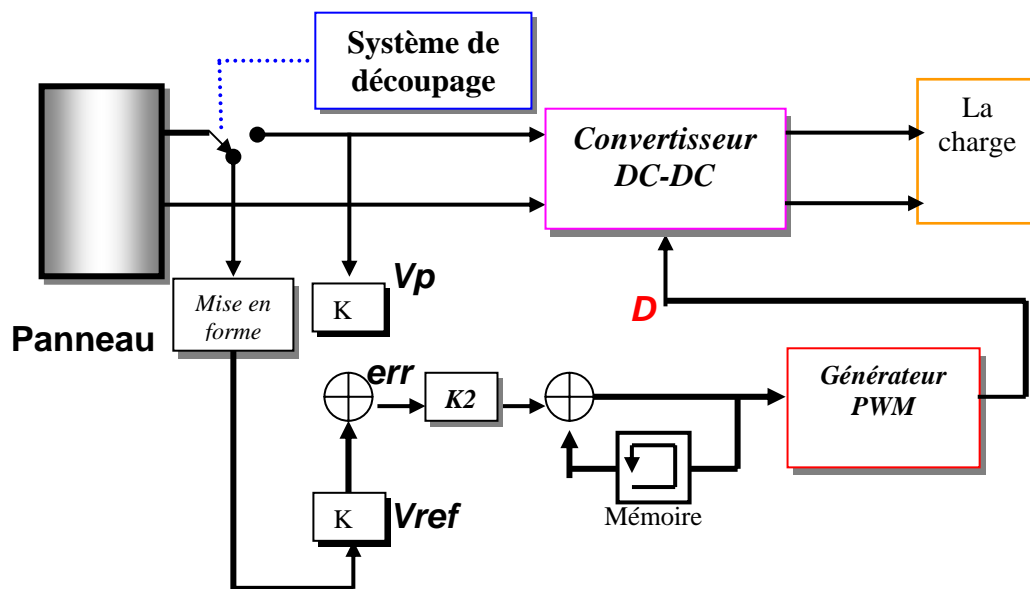 Système de
découpage
La
charge
Convertisseur
DC-DC
Vp
K
Mise en
forme
D
Panneau
err
K2
Générateur
PWM
K
Vref
Mémoire